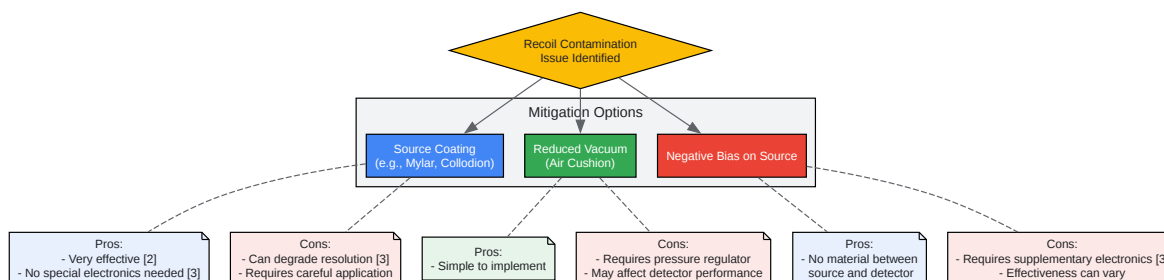 Recoil Contamination
Issue Identified
Mitigation Options
Source Coating
(e.g., Mylar, Collodion)
Reduced Vacuum
(Air Cushion)
Negative Bias on Source
Pros:
- Very effective [2]
- No special electronics needed [3]
Cons:
- Can degrade resolution [3]
- Requires careful application
Pros:
- Simple to implement
Cons:
- Requires pressure regulator
- May affect detector performance
Pros:
- No material between
source and detector
Cons:
- Requires supplementary electronics [3
- Effectiveness can vary